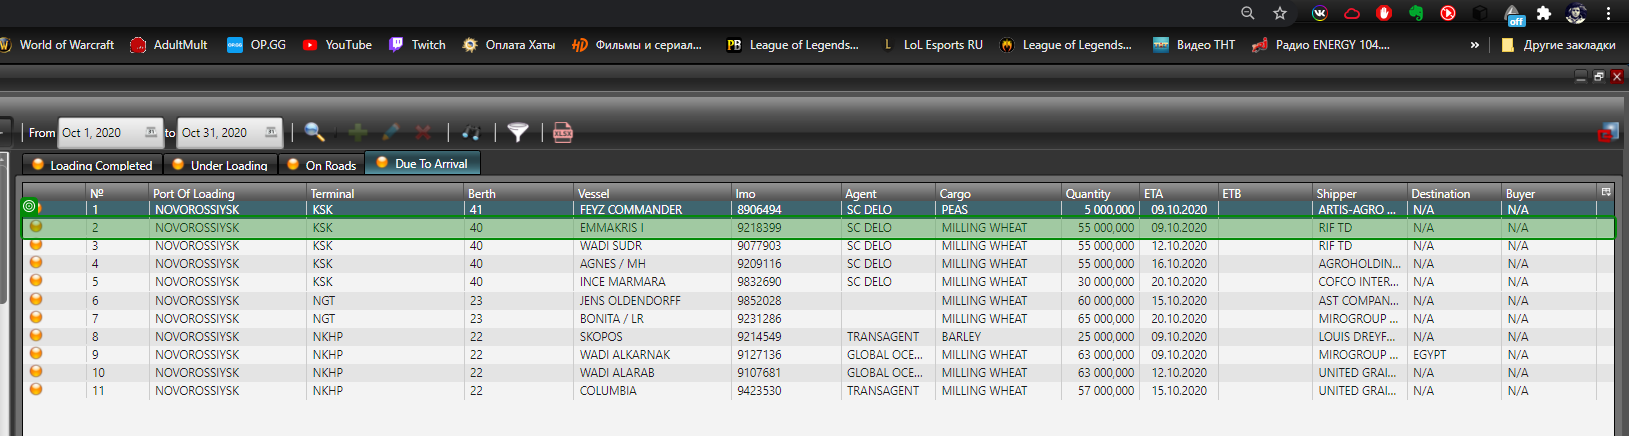 off
World of Warcraft AdultMult OP.GG YouTube Twitch Оплата Хаты Фильмы и сериал... League of Legends... LoL Esports RU League of Legends... Видео ТНТ Радио ENERGY 104.... » Другие закладки
From Oct 1, 2020 to Oct 31, 2020 XLSX
Loading Completed Under Loading On Roads Due To Arrival
№ Port Of Loading Terminal Berth Vessel Imo Agent Cargo Quantity ETA ETB Shipper Destination Buyer
1 NOVOROSSIYSK KSK 41 FEYZ COMMANDER 8906494 SC DELO PEAS 5 000,000 09.10.2020 ARTIS-AGRO ... N/A N/A
2 NOVOROSSIYSK KSK 40 EMMAKRIS I 9218399 SC DELO MILLING WHEAT 55 000,000 09.10.2020 RIF TD N/A N/A
3 NOVOROSSIYSK KSK 40 WADI SUDR 9077903 SC DELO MILLING WHEAT 55 000,000 12.10.2020 RIF TD N/A N/A
4 NOVOROSSIYSK KSK 40 AGNES / MH 9209116 SC DELO MILLING WHEAT 55 000,000 16.10.2020 AGROHOLDIN... N/A N/A
5 NOVOROSSIYSK KSK 40 INCE MARMARA 9832690 SC DELO MILLING WHEAT 30 000,000 20.10.2020 COFCO INTER... N/A N/A
6 NOVOROSSIYSK NGT 23 JENS OLDENDORFF 9852028 MILLING WHEAT 60 000,000 15.10.2020 AST COMPAN... N/A N/A
7 NOVOROSSIYSK NGT 23 BONITA / LR 9231286 MILLING WHEAT 65 000,000 20.10.2020 MIROGROUP ... N/A N/A
8 NOVOROSSIYSK NKHP 22 SKOPOS 9214549 TRANSAGENT BARLEY 25 000,000 09.10.2020 LOUIS DREYF... N/A N/A
9 NOVOROSSIYSK NKHP 22 WADI ALKARNAK 9127136 GLOBAL OCE... MILLING WHEAT 63 000,000 09.10.2020 MIROGROUP ... EGYPT N/A
10 NOVOROSSIYSK NKHP 22 WADI ALARAB 9107681 GLOBAL OCE... MILLING WHEAT 63 000,000 12.10.2020 UNITED GRAI... N/A N/A
11 NOVOROSSIYSK NKHP 22 COLUMBIA 9423530 TRANSAGENT MILLING WHEAT 57 000,000 15.10.2020 UNITED GRAI... N/A N/A